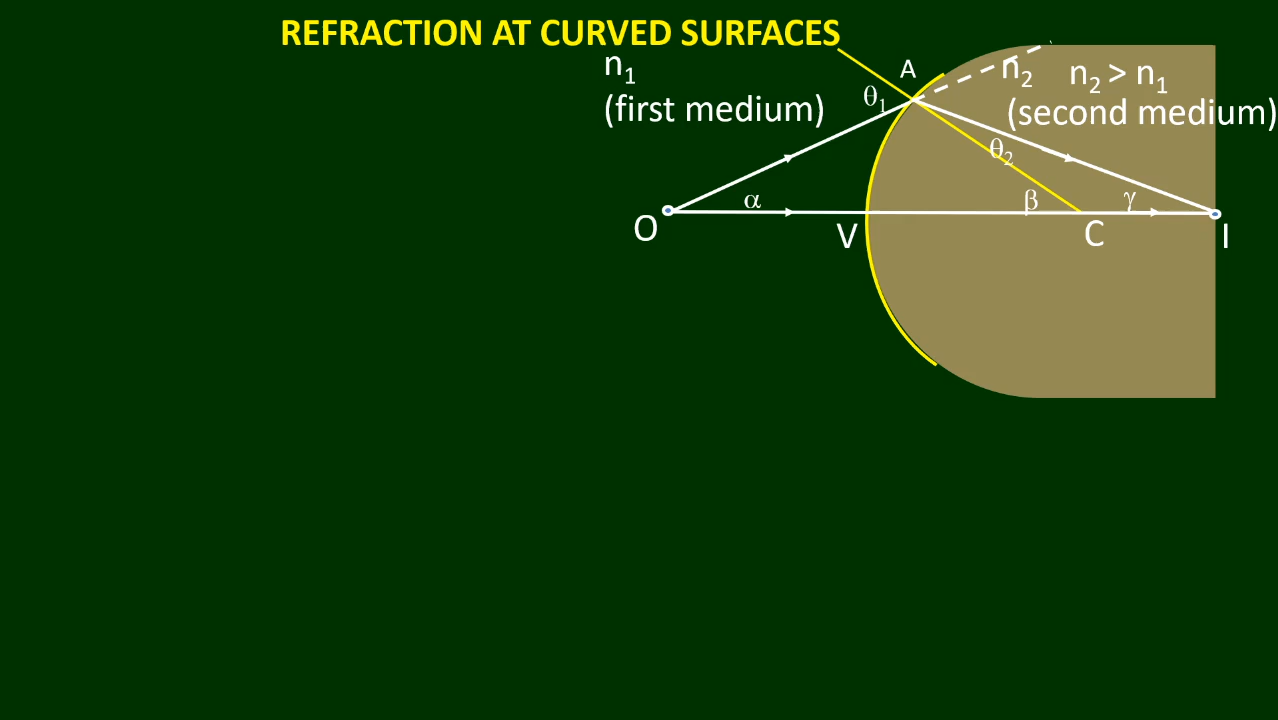 REFRACTION AT CURVED SURFACES
n₁
(first medium)
A
θ₁
n₂
n₂ > n₁
(second medium)
θ₂
α
β
γ
O
V
C
I